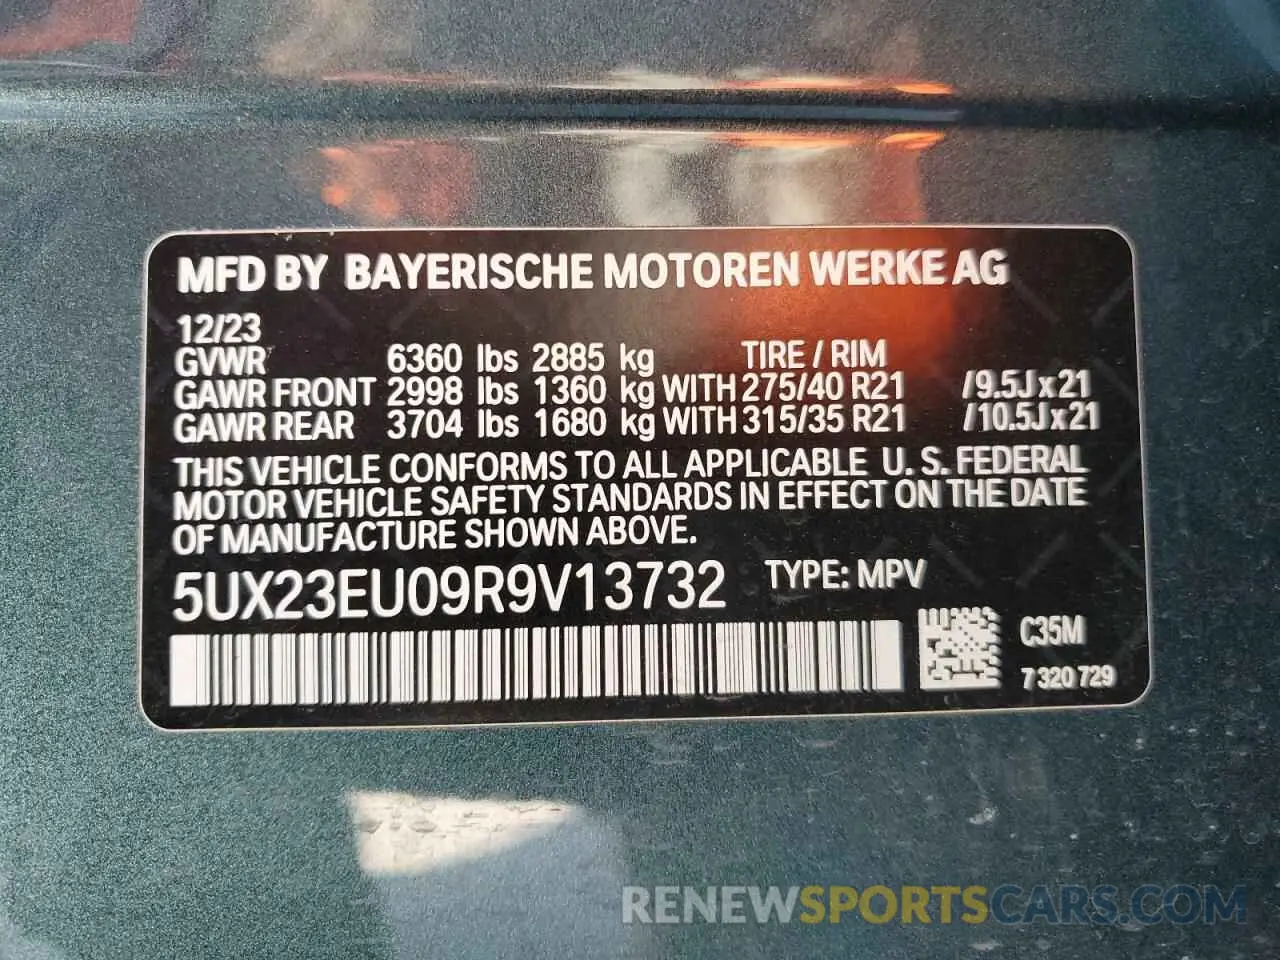 MFD BY BAYERISCHE MOTOREN WERKE AG
12/23
GVWR 6360 lbs 2885 kg TIRE / RIM
GAWR FRONT 2998 lbs 1360 kg WITH 275/40 R21 /9.5Jx21
GAWR REAR 3704 lbs 1680 kg WITH 315/35 R21 /10.5Jx21
THIS VEHICLE CONFORMS TO ALL APPLICABLE U.S. FEDERAL
MOTOR VEHICLE SAFETY STANDARDS IN EFFECT ON THE DATE
OF MANUFACTURE SHOWN ABOVE.
5UX23EU09R9V13732 TYPE: MPV
C35M
7 320 729
RENEWSPORTSCARS.COM